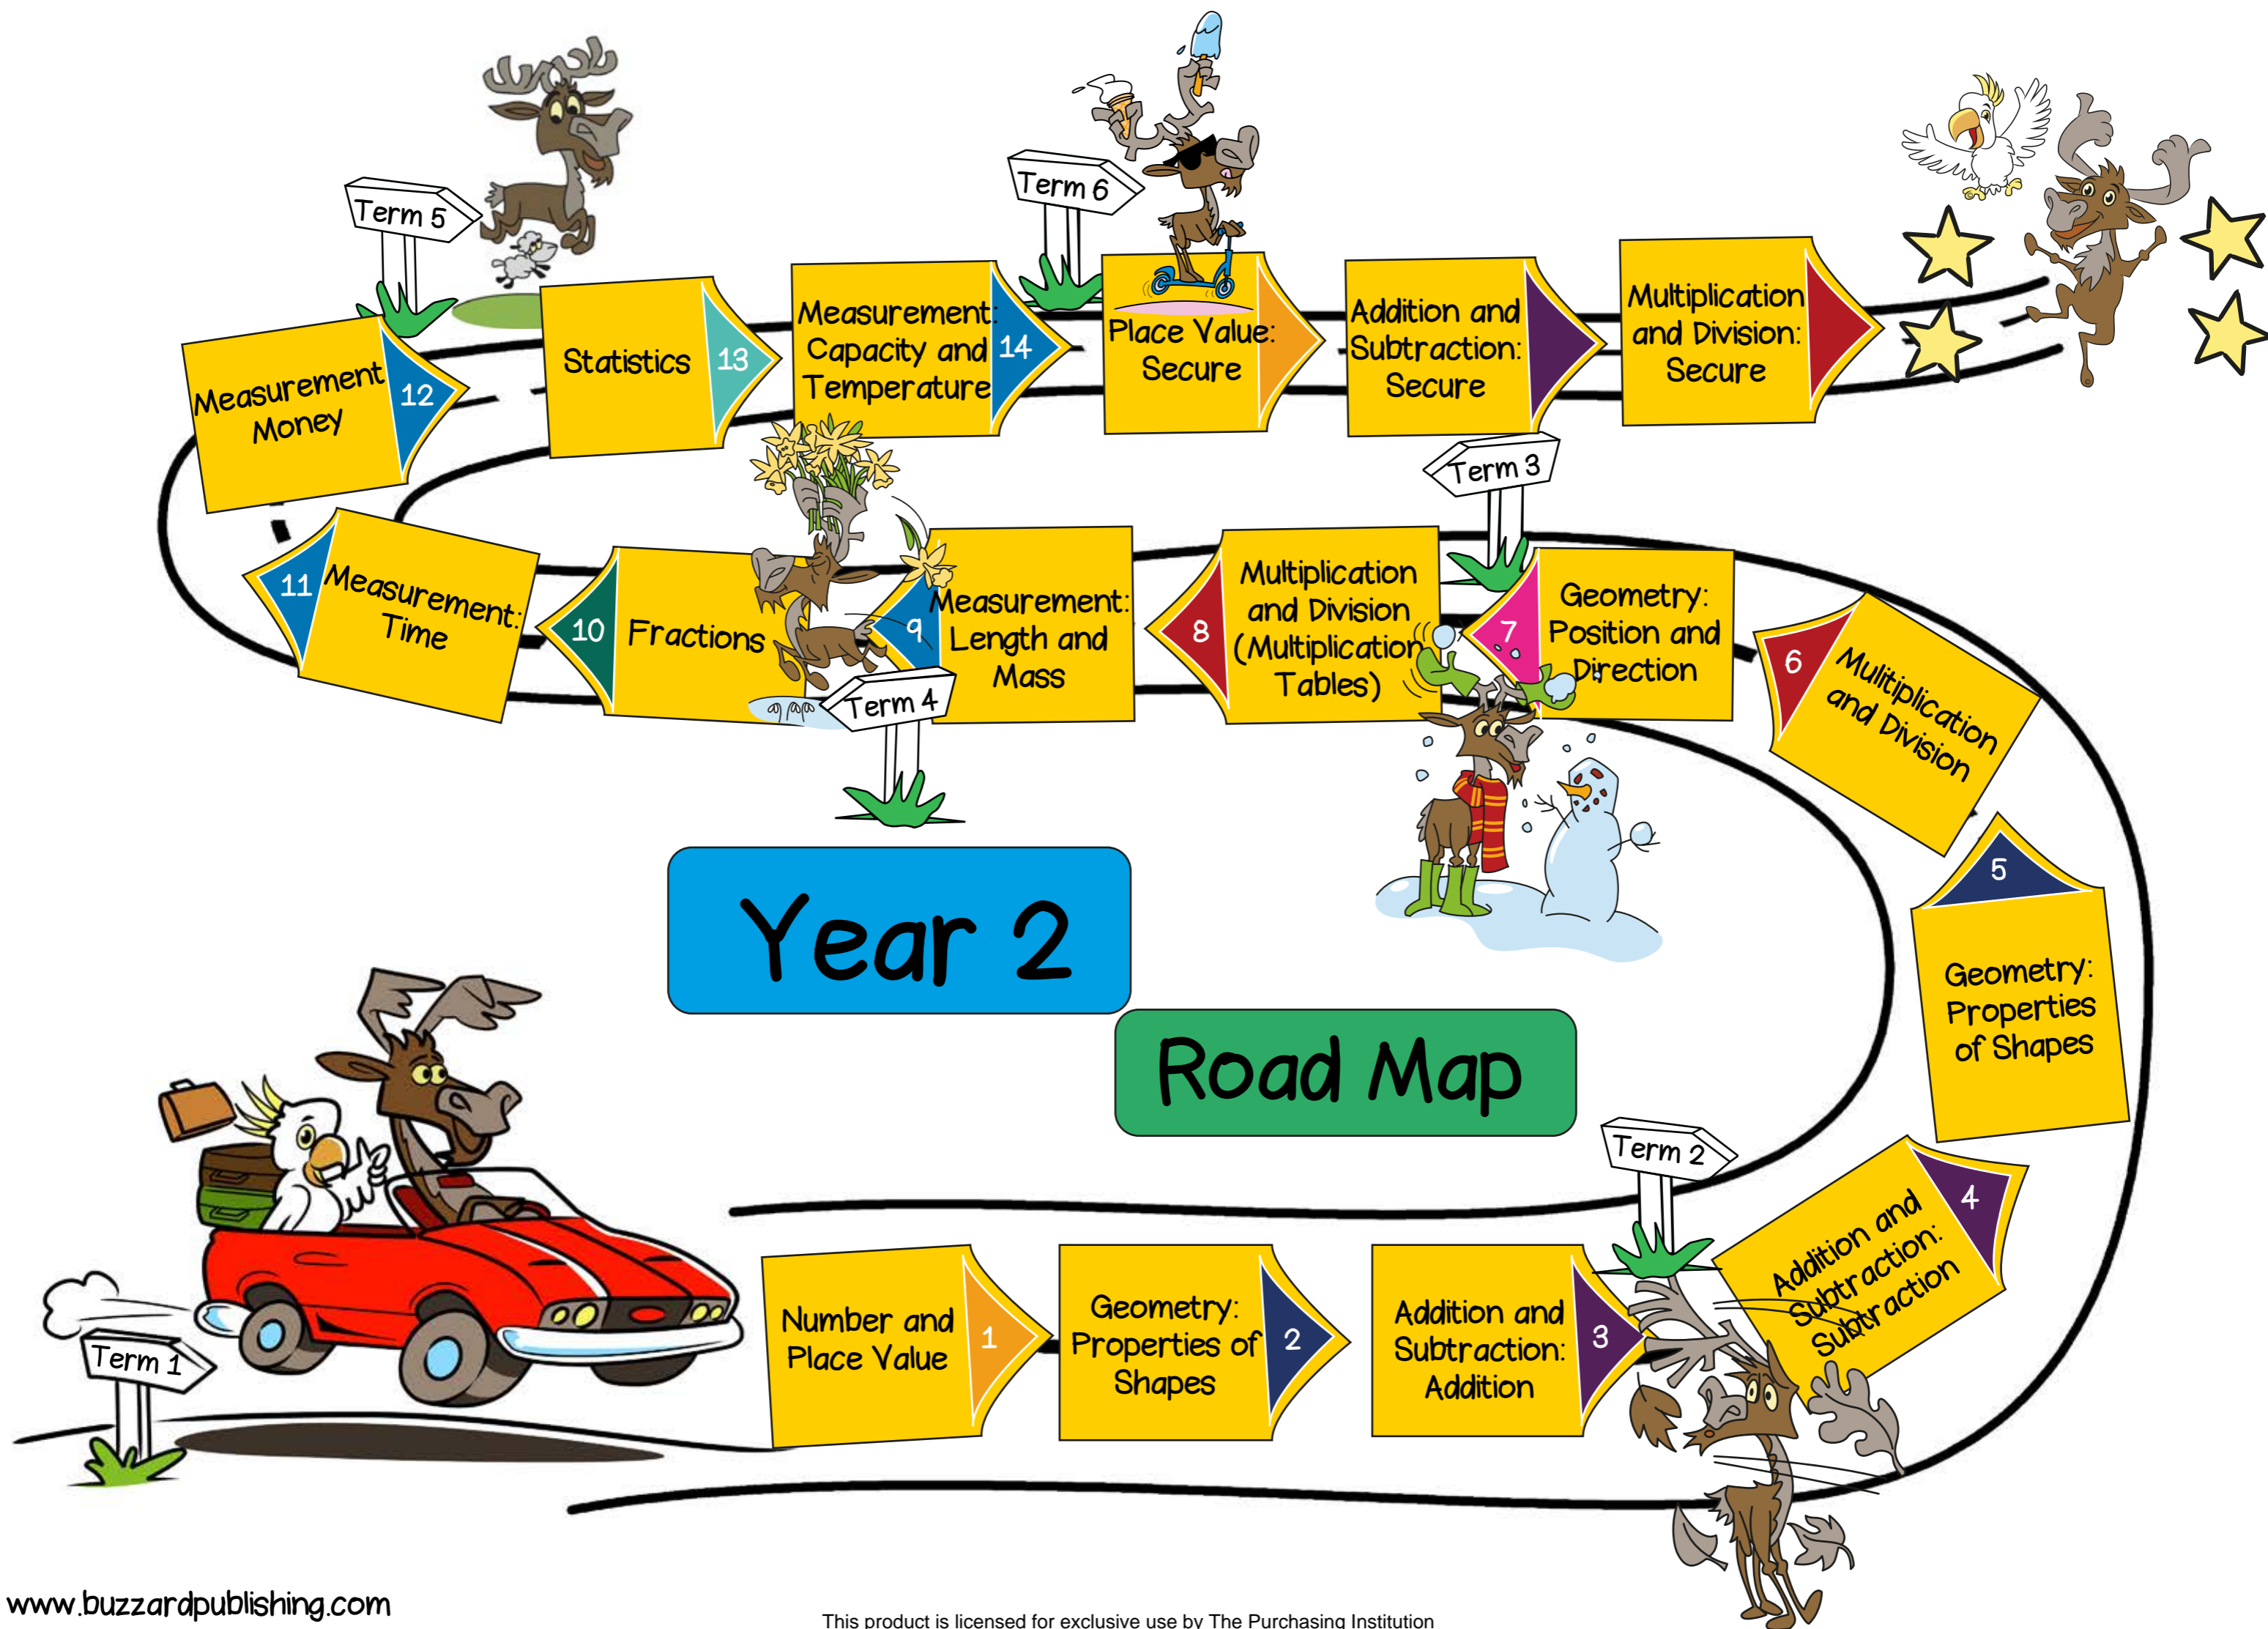 Year 2
Road Map
Term 1
1
Number and
Place Value
2
Geometry:
Properties of
Shapes
3
Addition and
Subtraction:
Addition
Term 2
4
Addition and
Subtraction:
Subtraction
5
Geometry:
Properties
of Shapes
6
Mulitiplication
and Division
7
Geometry:
Position and
Direction
Term 3
8
Multiplication
and Division
(Multiplication
Tables)
9
Measurement:
Length and
Mass
Term 4
10
Fractions
11
Measurement:
Time
12
Measurement
Money
Term 5
13
Statistics
14
Measurement:
Capacity and
Temperature
Term 6
Place Value:
Secure
Addition and
Subtraction:
Secure
Multiplication
and Division:
Secure
www.buzzardpublishing.com
This product is licensed for exclusive use by The Purchasing Institution